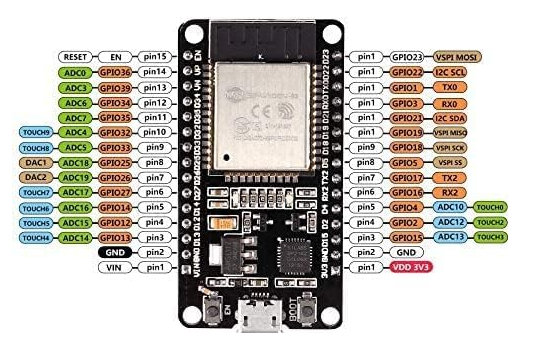 RESET EN pin15 pin1 GPIO23 VSPI MOSI
ADC0 GPIO36 pin14 pin1 GPIO22 I2C SCL
ADC3 GPIO39 pin13 pin1 GPIO1 TX0
ADC6 GPIO34 pin12 pin1 GPIO3 RX0
ADC7 GPIO35 pin11 pin1 GPIO21 I2C SDA
TOUCH9 ADC4 GPIO32 pin10 pin1 GPIO19 VSPI MISO
TOUCH8 ADC5 GPIO33 pin9 pin9 GPIO18 VSPI SCK
DAC1 ADC18 GPIO25 pin8 pin8 GPIO5 VSPI SS
DAC2 ADC19 GPIO26 pin7 pin7 GPIO17 TX2
TOUCH7 ADC17 GPIO27 pin6 pin6 GPIO16 RX2
TOUCH6 ADC16 GPIO14 pin5 pin5 GPIO4 ADC10 TOUCH0
TOUCH5 ADC15 GPIO12 pin4 pin4 GPIO2 ADC12 TOUCH2
TOUCH4 ADC14 GPIO13 pin3 pin3 GPIO15 ADC13 TOUCH3
GND pin2 pin2 GND
VIN pin1 pin1 VDD 3V3
EN
BOOT